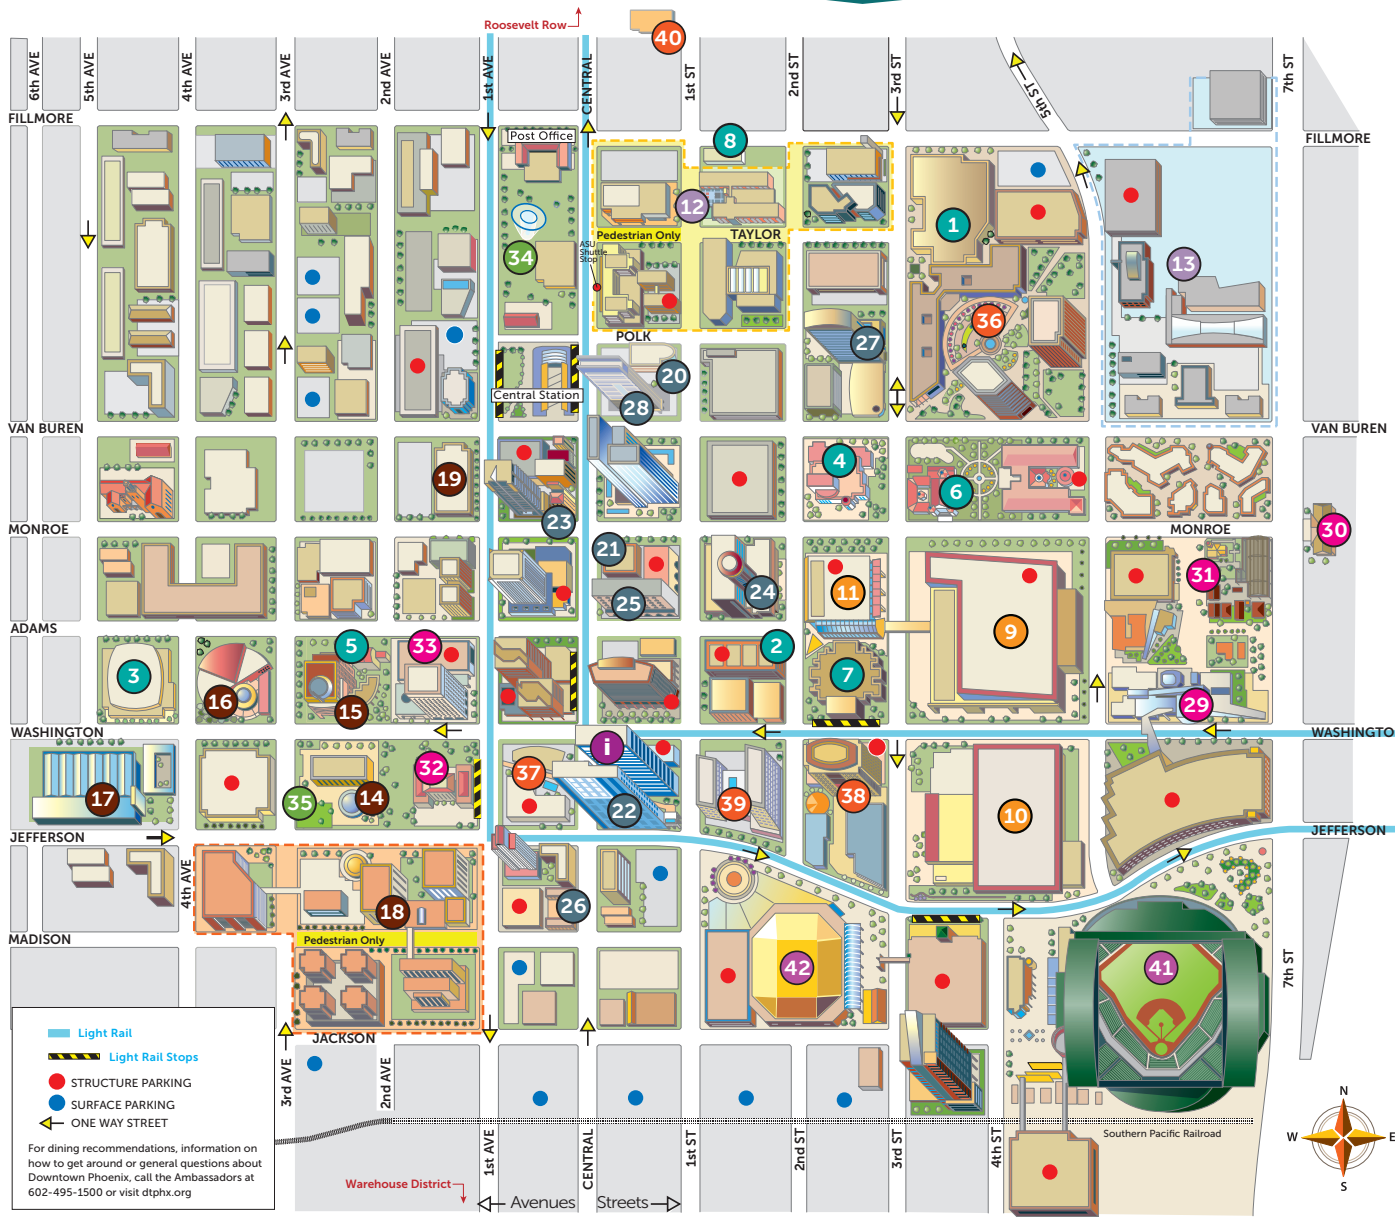 Roosevelt Row
40
6th AVE
5th AVE
4th AVE
3rd AVE
2nd AVE
1st AVE
CENTRAL
1st ST
2nd ST
3rd ST
5th ST
7th ST
FILLMORE
FILLMORE
Post Office
8
12
1
13
34
ASU
Shuttle
Stop
Pedestrian Only
TAYLOR
36
27
POLK
20
28
Central Station
VAN BUREN
VAN BUREN
19
23
4
6
30
MONROE
MONROE
21
25
24
11
9
31
ADAMS
3
16
5
15
33
2
7
29
WASHINGTON
WASHINGTO
17
35
14
32
37
i
22
39
38
10
JEFFERSON
JEFFERSON
4th AVE
18
26
Pedestrian Only
MADISON
42
41
7th ST
JACKSON
Light Rail
Light Rail Stops
STRUCTURE PARKING
SURFACE PARKING
ONE WAY STREET
For dining recommendations, information on
how to get around or general questions about
Downtown Phoenix, call the Ambassadors at
602-495-1500 or visit dtphx.org
3rd AVE
2nd AVE
1st AVE
CENTRAL
1st ST
2nd ST
3rd ST
4th ST
Southern Pacific Railroad
N
W
E
S
Warehouse District
Avenues
Streets